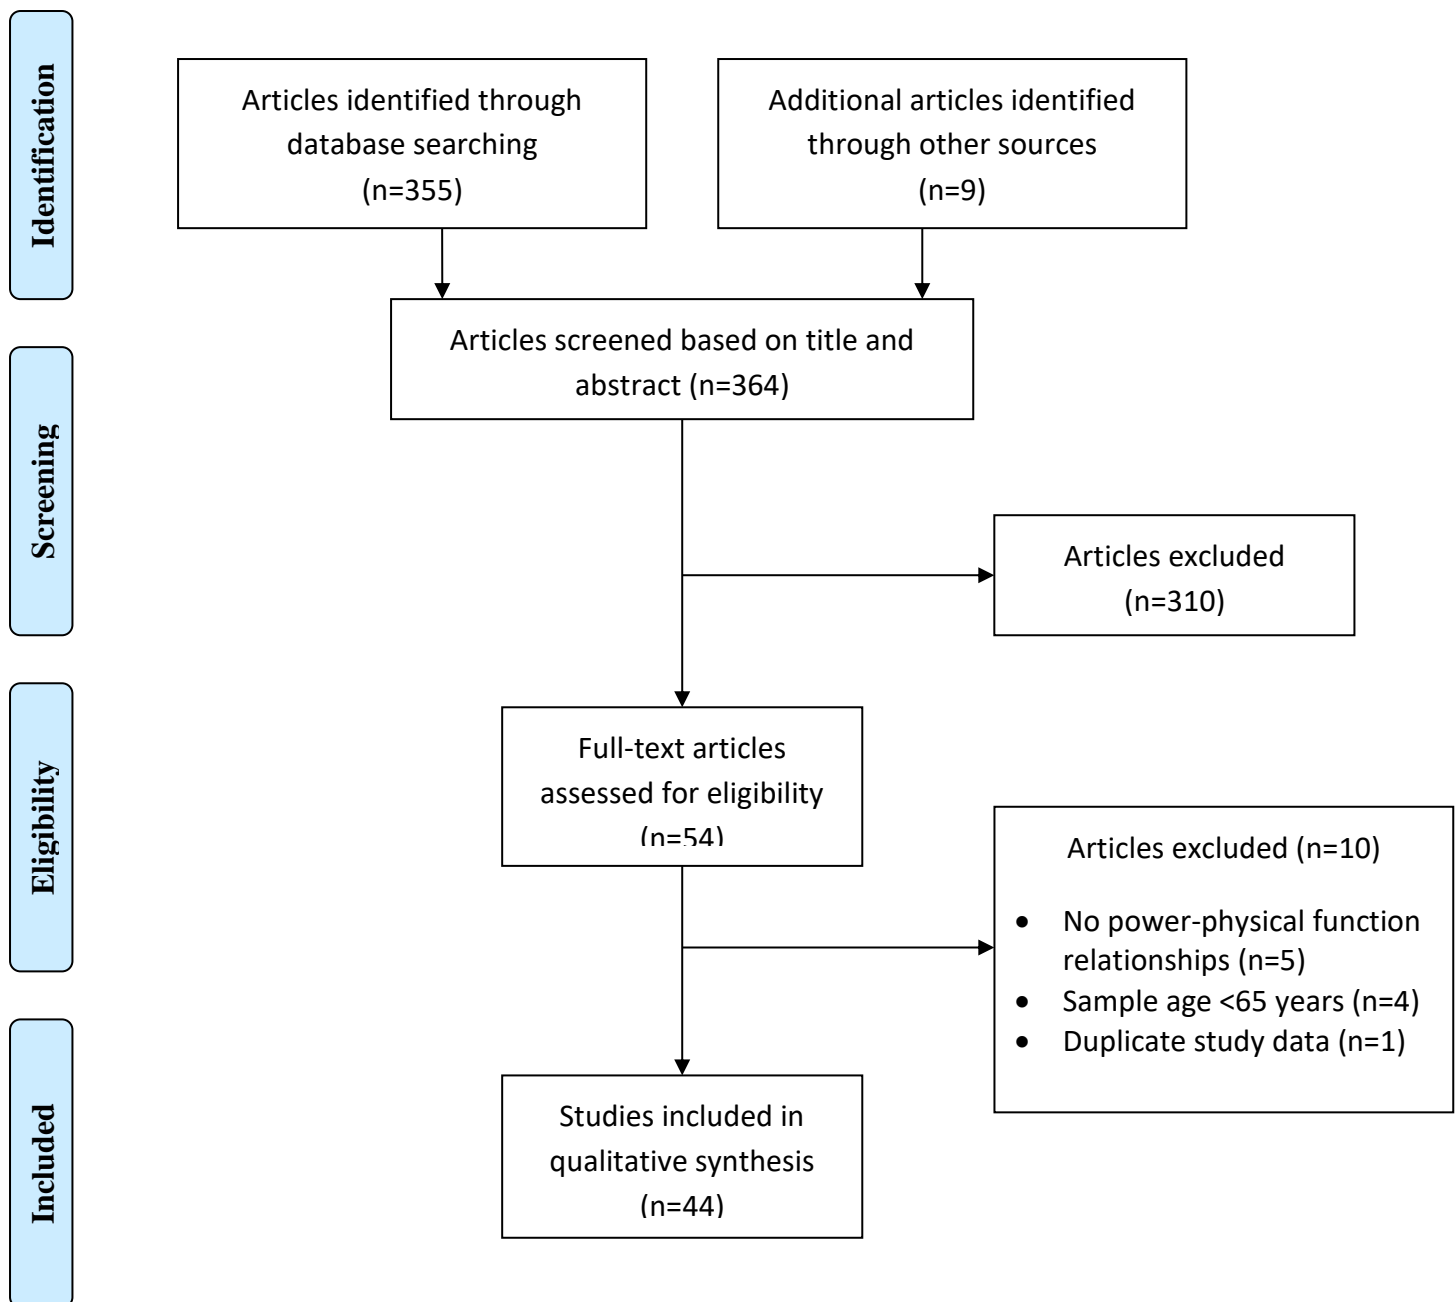 Identification
Articles identified through
database searching
(n=355)
Additional articles identified
through other sources
(n=9)
Articles screened based on title and
abstract (n=364)
Screening
Articles excluded
(n=310)
Full-text articles
assessed for eligibility
(n=54)
Eligibility
Articles excluded (n=10)
• No power-physical function
relationships (n=5)
• Sample age <65 years (n=4)
• Duplicate study data (n=1)
Studies included in
qualitative synthesis
(n=44)
Included